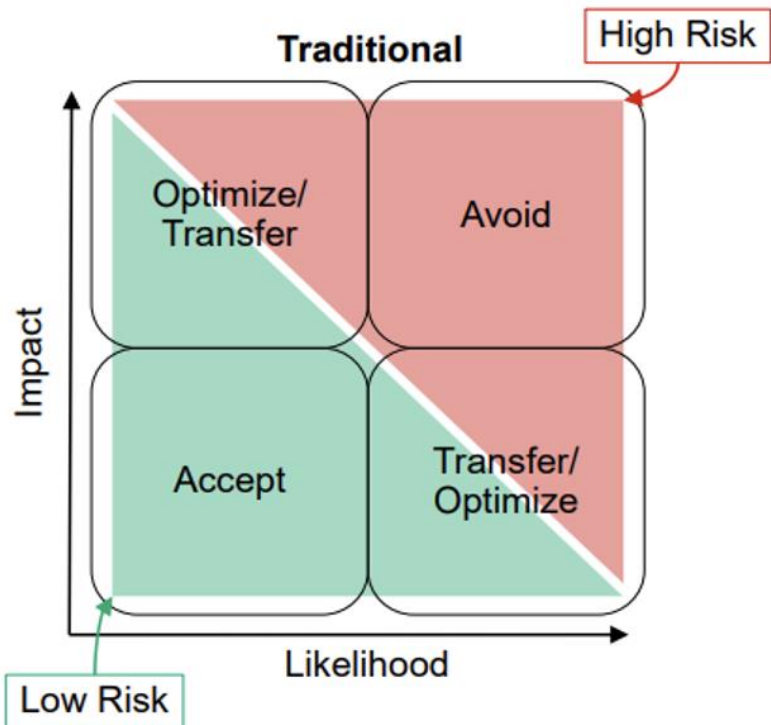 Traditional
High Risk
Optimize/
Transfer
Avoid
Impact
Accept
Transfer/
Optimize
Likelihood
Low Risk